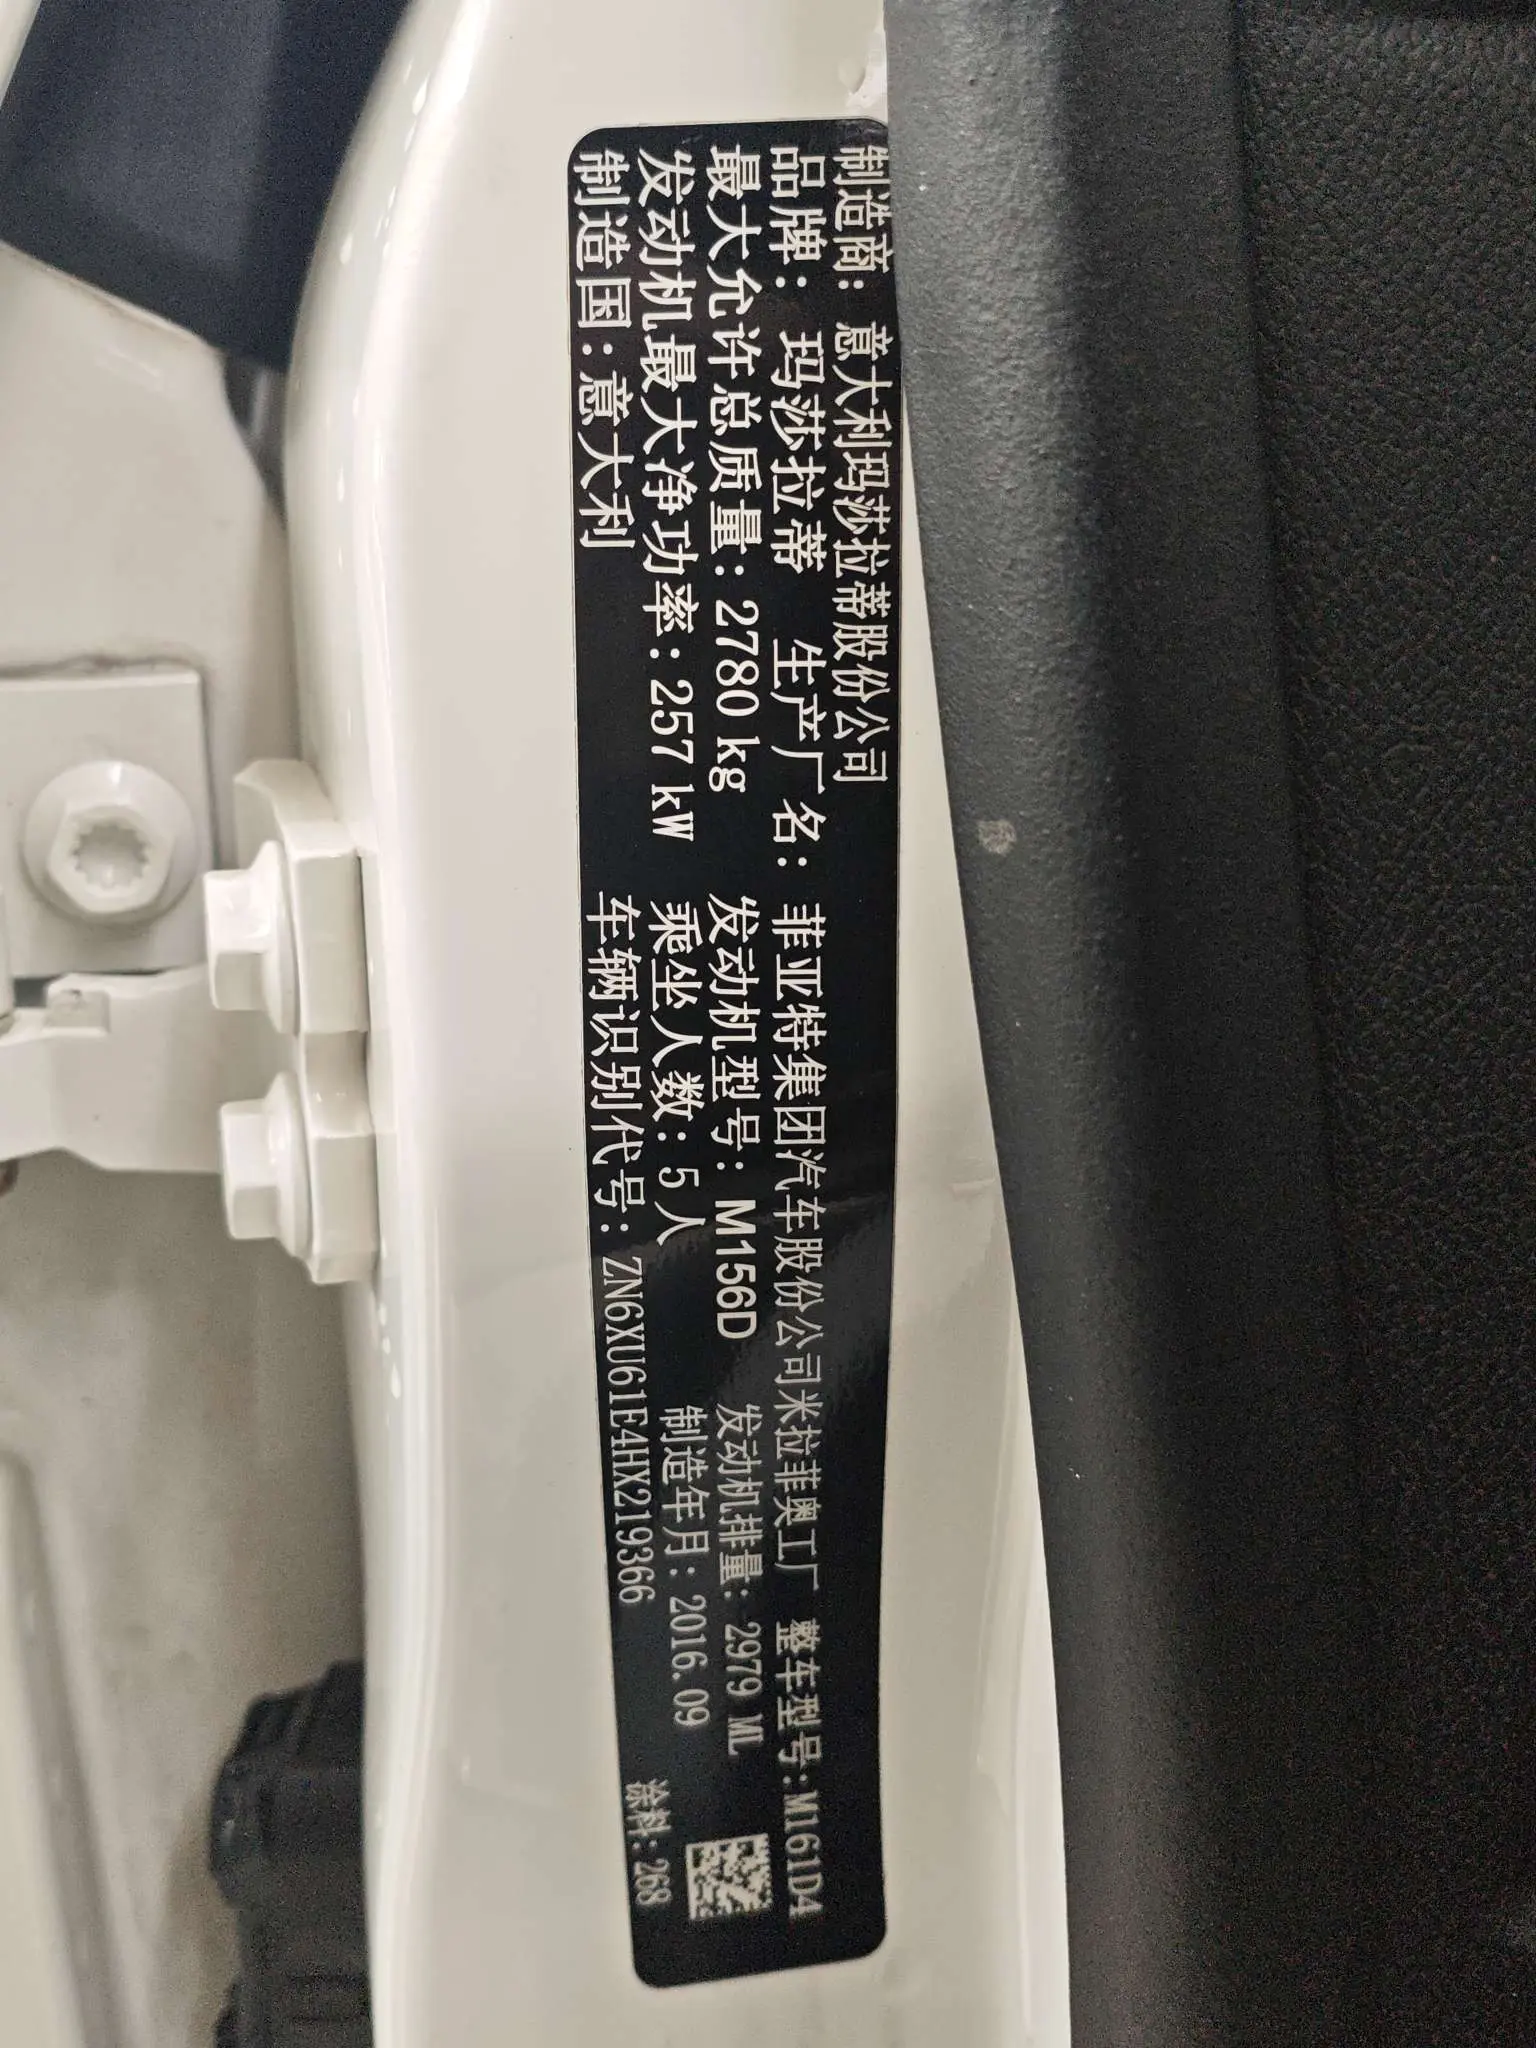 制造商: 意大利玛莎拉蒂股份公司
品牌: 玛莎拉蒂 生产厂名: 菲亚特集团汽车股份公司米拉菲奥工厂 整车型号:M161D4
最大允许总质量:2780 kg 发动机型号: M156D 发动机排量: 2979 ML
发动机最大净功率:257 kW 乘坐人数:5人 制造年月: 2016.09
制造国:意大利 车辆识别代号: ZN6XU61E4HX219366 涂料:268